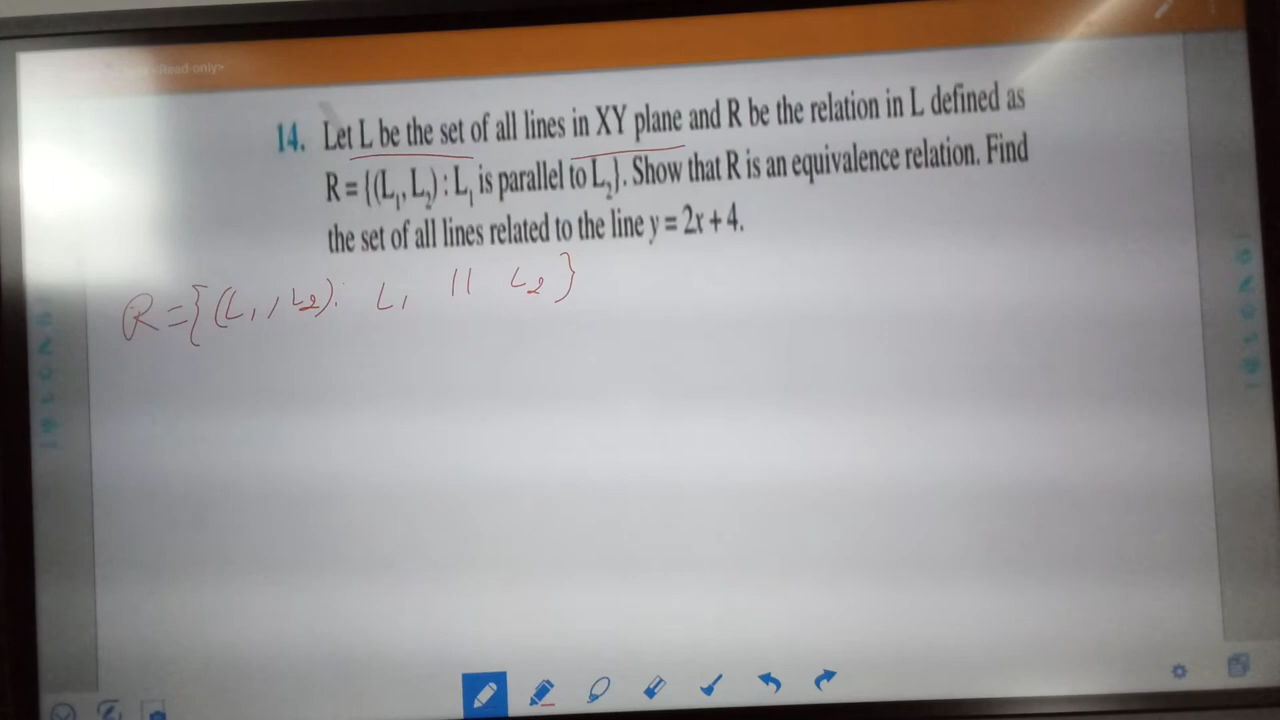 <Read-only>
14. Let L be the set of all lines in XY plane and R be the relation in L defined as
R = {(L₁, L₂) : L₁ is parallel to L₂}. Show that R is an equivalence relation. Find
the set of all lines related to the line y = 2x + 4.
R = {(L₁, L₂): L₁ || L₂}